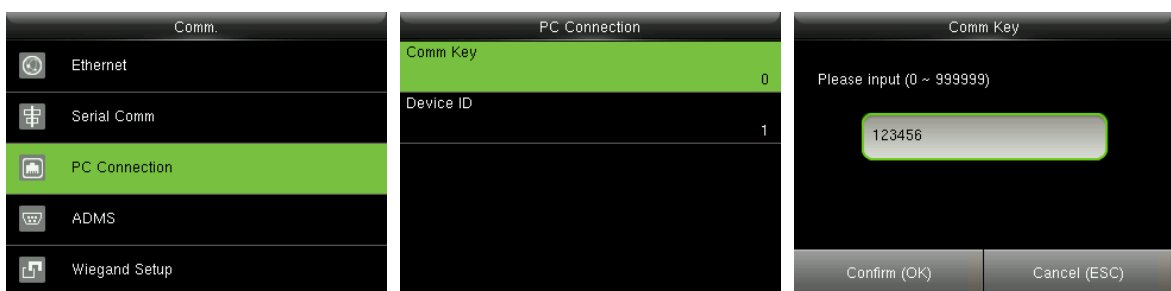 Comm.
Ethernet
Serial Comm
PC Connection
ADMS
Wiegand Setup
PC Connection
Comm Key
0
Device ID
1
Comm Key
Please input (0 ~ 999999)
123456
Confirm (OK)
Cancel (ESC)